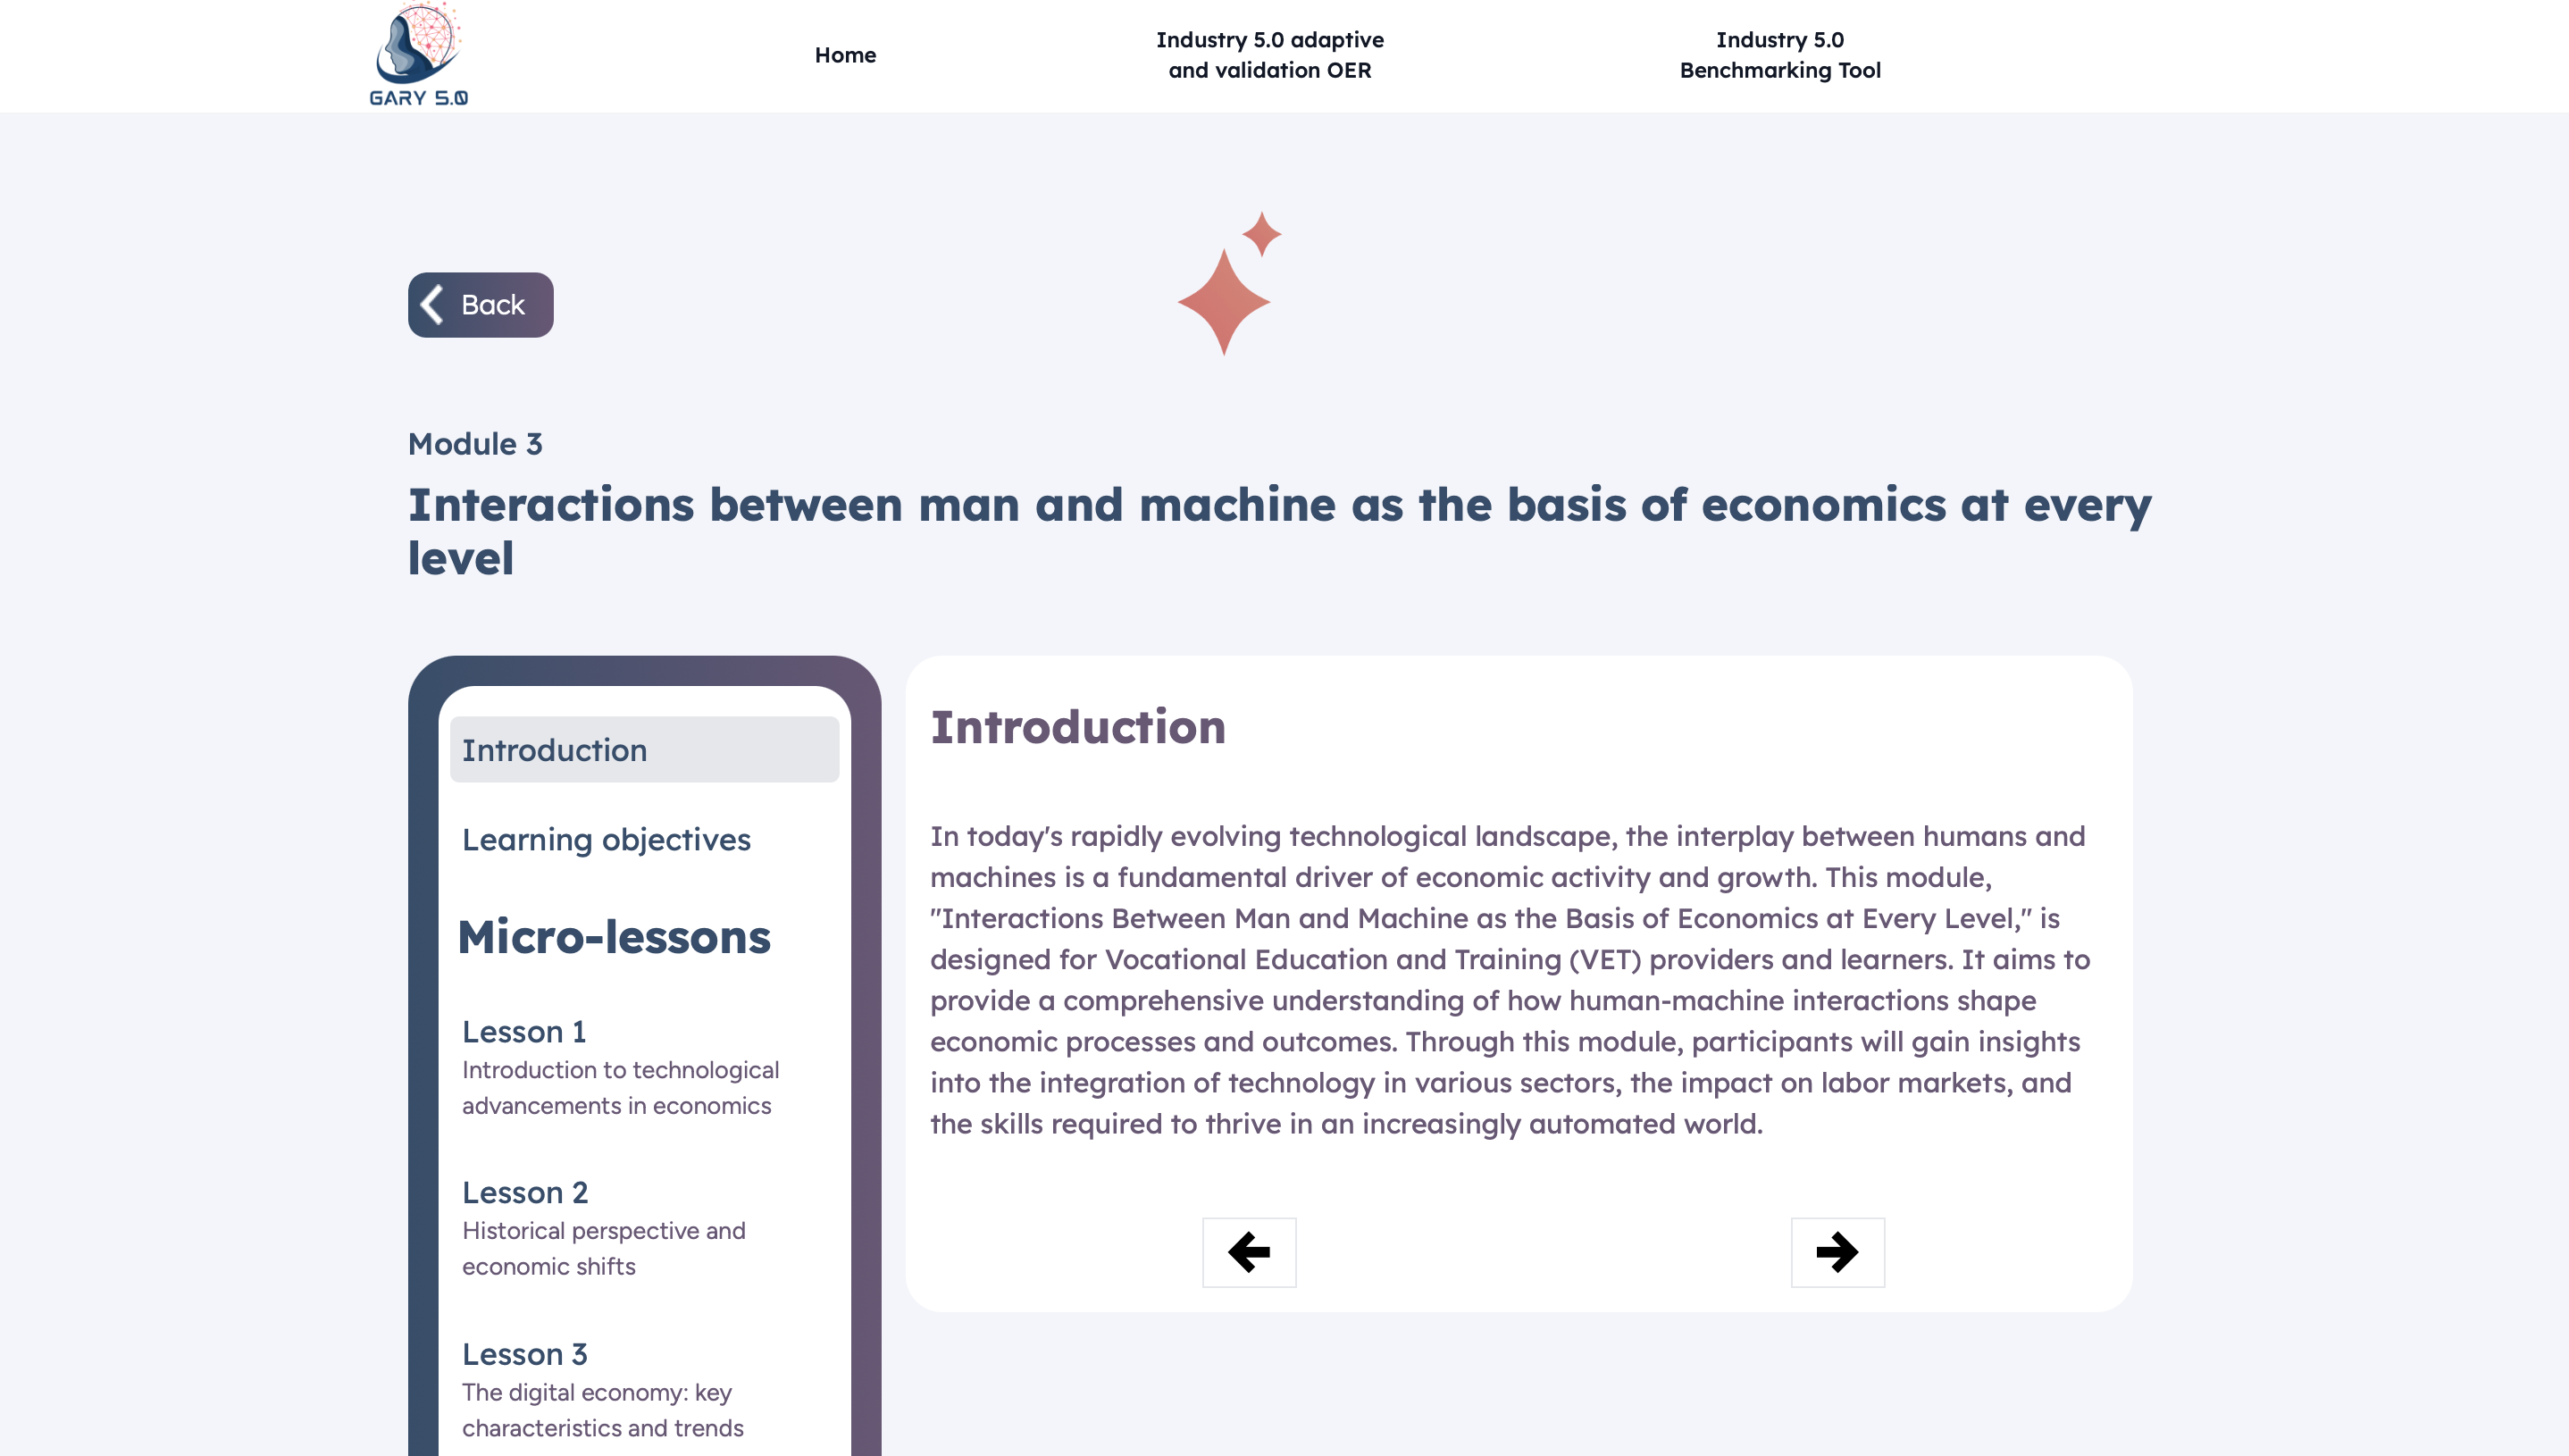 GARY 5.0
Home
Industry 5.0 adaptive
and validation OER
Industry 5.0
Benchmarking Tool
Back
Module 3
Interactions between man and machine as the basis of economics at every
level
Introduction
Learning objectives
Micro-lessons
Lesson 1
Introduction to technological
advancements in economics
Lesson 2
Historical perspective and
economic shifts
Lesson 3
The digital economy: key
characteristics and trends
Introduction
In today's rapidly evolving technological landscape, the interplay between humans and
machines is a fundamental driver of economic activity and growth. This module,
"Interactions Between Man and Machine as the Basis of Economics at Every Level," is
designed for Vocational Education and Training (VET) providers and learners. It aims to
provide a comprehensive understanding of how human-machine interactions shape
economic processes and outcomes. Through this module, participants will gain insights
into the integration of technology in various sectors, the impact on labor markets, and
the skills required to thrive in an increasingly automated world.